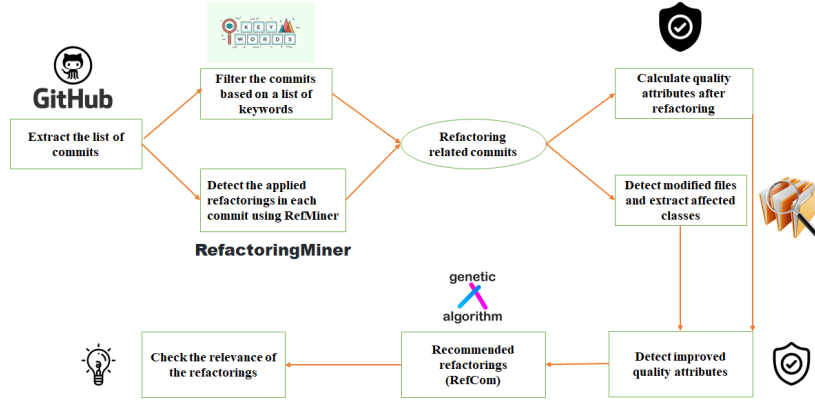 KEY
WORDS
GitHub
Extract the list of
commits
Filter the commits
based on a list of
keywords
Detect the applied
refactorings in each
commit using RefMiner
RefactoringMiner
Refactoring
related commits
Calculate quality
attributes after
refactoring
Detect modified files
and extract affected
classes
genetic
algorithm
Check the relevance of
the refactorings
Recommended
refactorings
(RefCom)
Detect improved
quality attributes